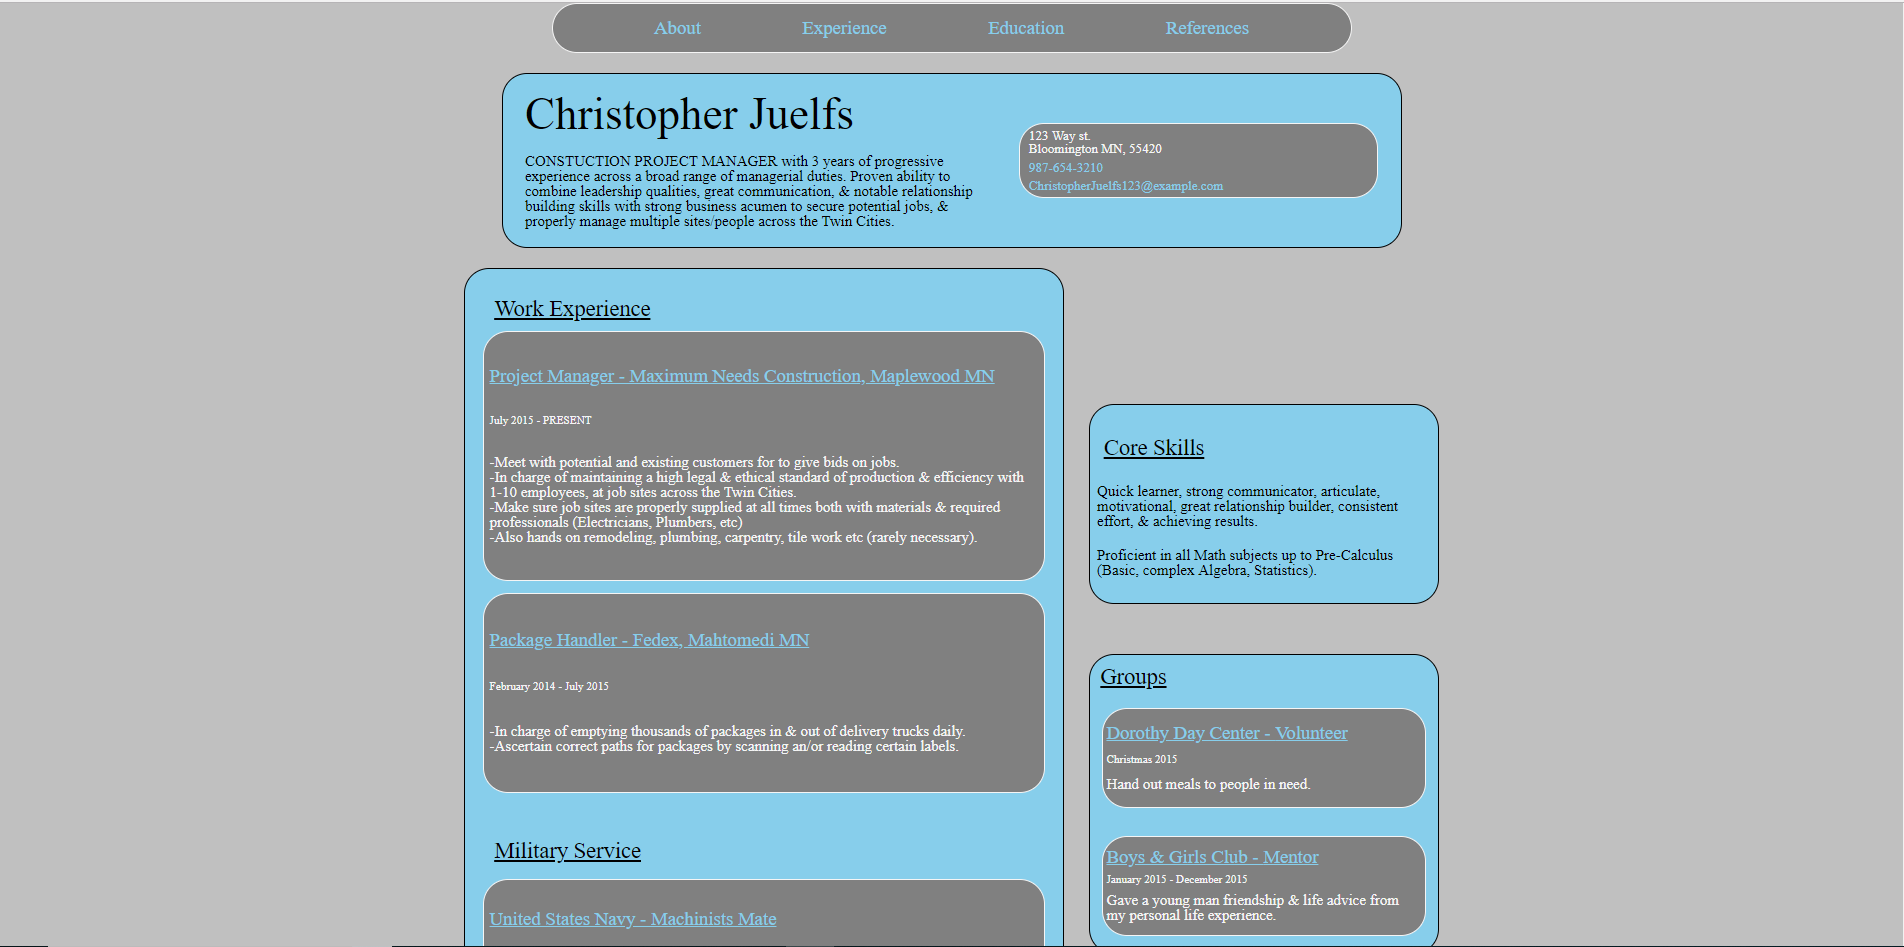 About
Experience
Education
References
Christopher Juelfs
CONSTUCTION PROJECT MANAGER with 3 years of progressive
experience across a broad range of managerial duties. Proven ability to
combine leadership qualities, great communication, & notable relationship
building skills with strong business acumen to secure potential jobs, &
properly manage multiple sites/people across the Twin Cities.
123 Way st.
Bloomington MN, 55420
987-654-3210
ChristopherJuelfs123@example.com
Work Experience
Project Manager - Maximum Needs Construction, Maplewood MN
July 2015 - PRESENT
-Meet with potential and existing customers for to give bids on jobs.
-In charge of maintaining a high legal & ethical standard of production & efficiency with
1-10 employees, at job sites across the Twin Cities.
-Make sure job sites are properly supplied at all times both with materials & required
professionals (Electricians, Plumbers, etc)
-Also hands on remodeling, plumbing, carpentry, tile work etc (rarely necessary).
Package Handler - Fedex, Mahtomedi MN
February 2014 - July 2015
-In charge of emptying thousands of packages in & out of delivery trucks daily.
-Ascertain correct paths for packages by scanning an/or reading certain labels.
Military Service
United States Navy - Machinists Mate
Core Skills
Quick learner, strong communicator, articulate,
motivational, great relationship builder, consistent
effort, & achieving results.
Proficient in all Math subjects up to Pre-Calculus
(Basic, complex Algebra, Statistics).
Groups
Dorothy Day Center - Volunteer
Christmas 2015
Hand out meals to people in need.
Boys & Girls Club - Mentor
January 2015 - December 2015
Gave a young man friendship & life advice from
my personal life experience.